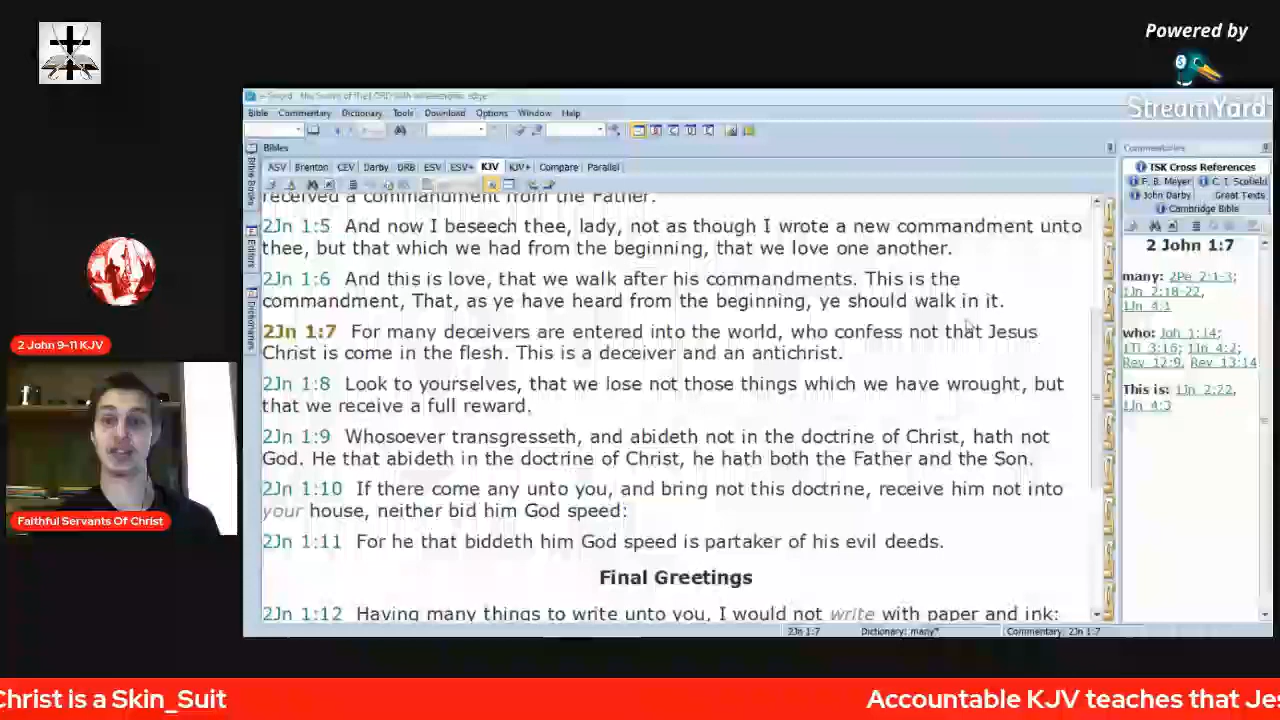 Powered by
StreamYard
Bible Commentary Dictionary Tools Download Options Window Help
Bibles
ASV Brenton CEV Darby DRB ESV ESV+ KJV KJV+ Compare Parallel
Bible Books
Editors
Dictionaries
received a commandment from the Father.
2Jn 1:5 And now I beseech thee, lady, not as though I wrote a new commandment unto
thee, but that which we had from the beginning, that we love one another.
2Jn 1:6 And this is love, that we walk after his commandments. This is the
commandment, That, as ye have heard from the beginning, ye should walk in it.
2Jn 1:7 For many deceivers are entered into the world, who confess not that Jesus
Christ is come in the flesh. This is a deceiver and an antichrist.
2Jn 1:8 Look to yourselves, that we lose not those things which we have wrought, but
that we receive a full reward.
2Jn 1:9 Whosoever transgresseth, and abideth not in the doctrine of Christ, hath not
God. He that abideth in the doctrine of Christ, he hath both the Father and the Son.
2Jn 1:10 If there come any unto you, and bring not this doctrine, receive him not into
your house, neither bid him God speed:
2Jn 1:11 For he that biddeth him God speed is partaker of his evil deeds.
Final Greetings
2Jn 1:12 Having many things to write unto you, I would not write with paper and ink:
2Jn 1:7 Dictionary: many* Commentary: 2Jn 1:7
Commentaries
TSK Cross References
F. B. Meyer C. I. Scofield
John Darby Great Texts
Cambridge Bible
2 John 1:7
many: 2Pe 2:1-3;
1Jn 2:18-22,
1Jn 4:1
who: Joh 1:14;
1Ti 3:16; 1Jn 4:2;
Rev 12:9, Rev 13:14
This is: 1Jn 2:22,
1Jn 4:3
2 John 9-11 KJV
Faithful Servants Of Christ
Christ is a Skin_Suit
Accountable KJV teaches that Jes